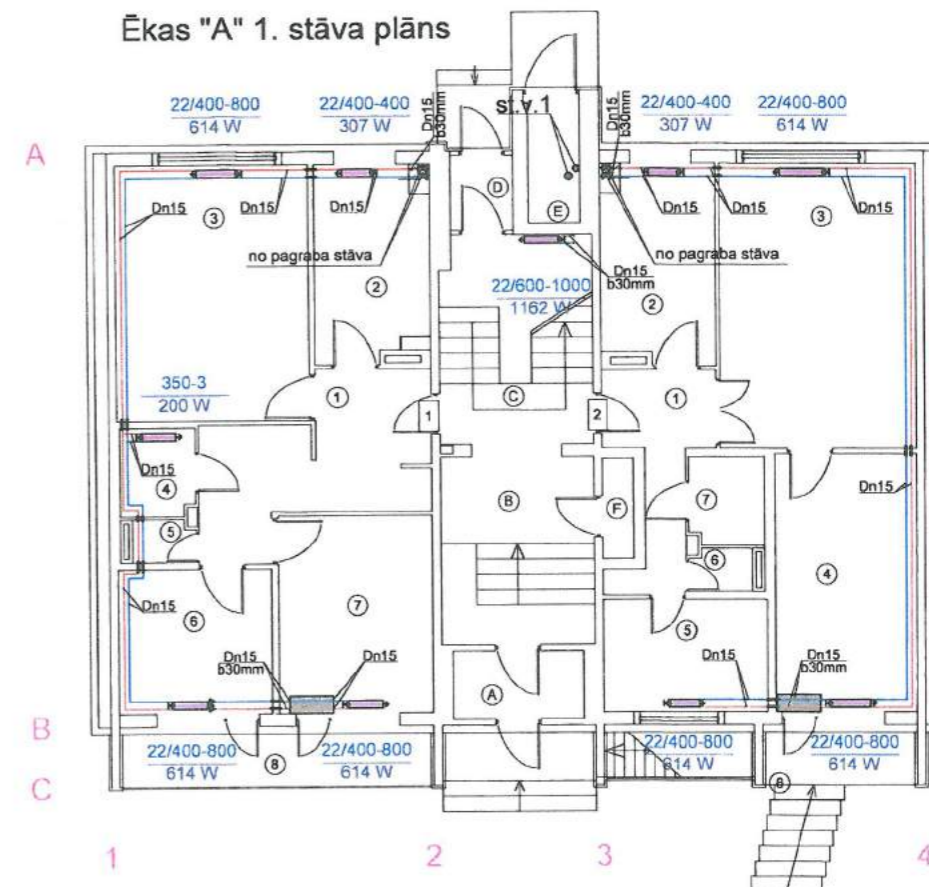 Ēkas "A" 1. stāva plāns
22/400-800
614 W
22/400-400
307 W
Dn15
b30mm
st.v.1
Dn15
b30mm
22/400-400
307 W
22/400-800
614 W
A
Dn15
3
Dn15
D
E
Dn15
Dn15
3
Dn15
no pagraba stāva
2
Dn15
b30mm
no pagraba stāva
22/600-1000
1162 W
2
350-3
200 W
1
1
C
2
1
Dn15
4
5
B
F
7
Dn15
6
4
Dn15
6
7
5
Dn15
b30mm
Dn15
A
Dn15
Dn15
b30mm
B
22/400-800
614 W
8
22/400-800
614 W
22/400-800
614 W
22/400-800
614 W
C
8
1
2
3
4